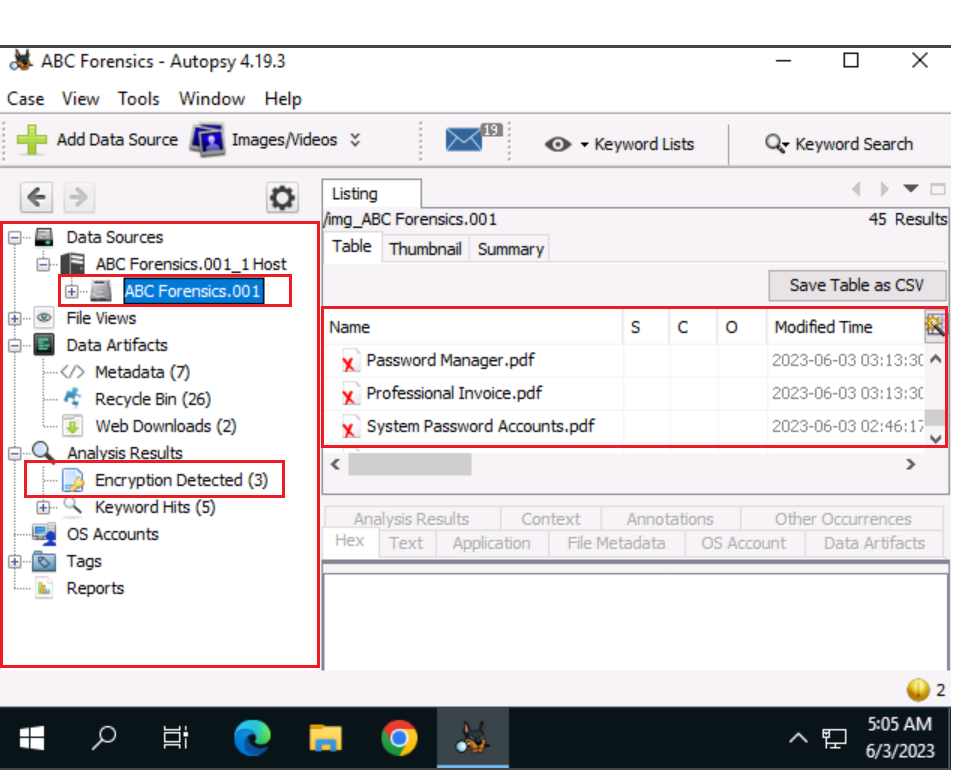 ABC Forensics - Autopsy 4.19.3
Case View Tools Window Help
Add Data Source Images/Videos 19 Keyword Lists Keyword Search
Listing
/img_ABC Forensics.001 45 Results
Table Thumbnail Summary
Save Table as CSV
Name S C O Modified Time
Password Manager.pdf 2023-06-03 03:13:30
Professional Invoice.pdf 2023-06-03 03:13:30
System Password Accounts.pdf 2023-06-03 02:46:17
Data Sources
ABC Forensics.001_1 Host
ABC Forensics.001
File Views
Data Artifacts
Metadata (7)
Recycle Bin (26)
Web Downloads (2)
Analysis Results
Encryption Detected (3)
Keyword Hits (5)
OS Accounts
Tags
Reports
Analysis Results Context Annotations Other Occurrences
Hex Text Application File Metadata OS Account Data Artifacts
2
5:05 AM
6/3/2023